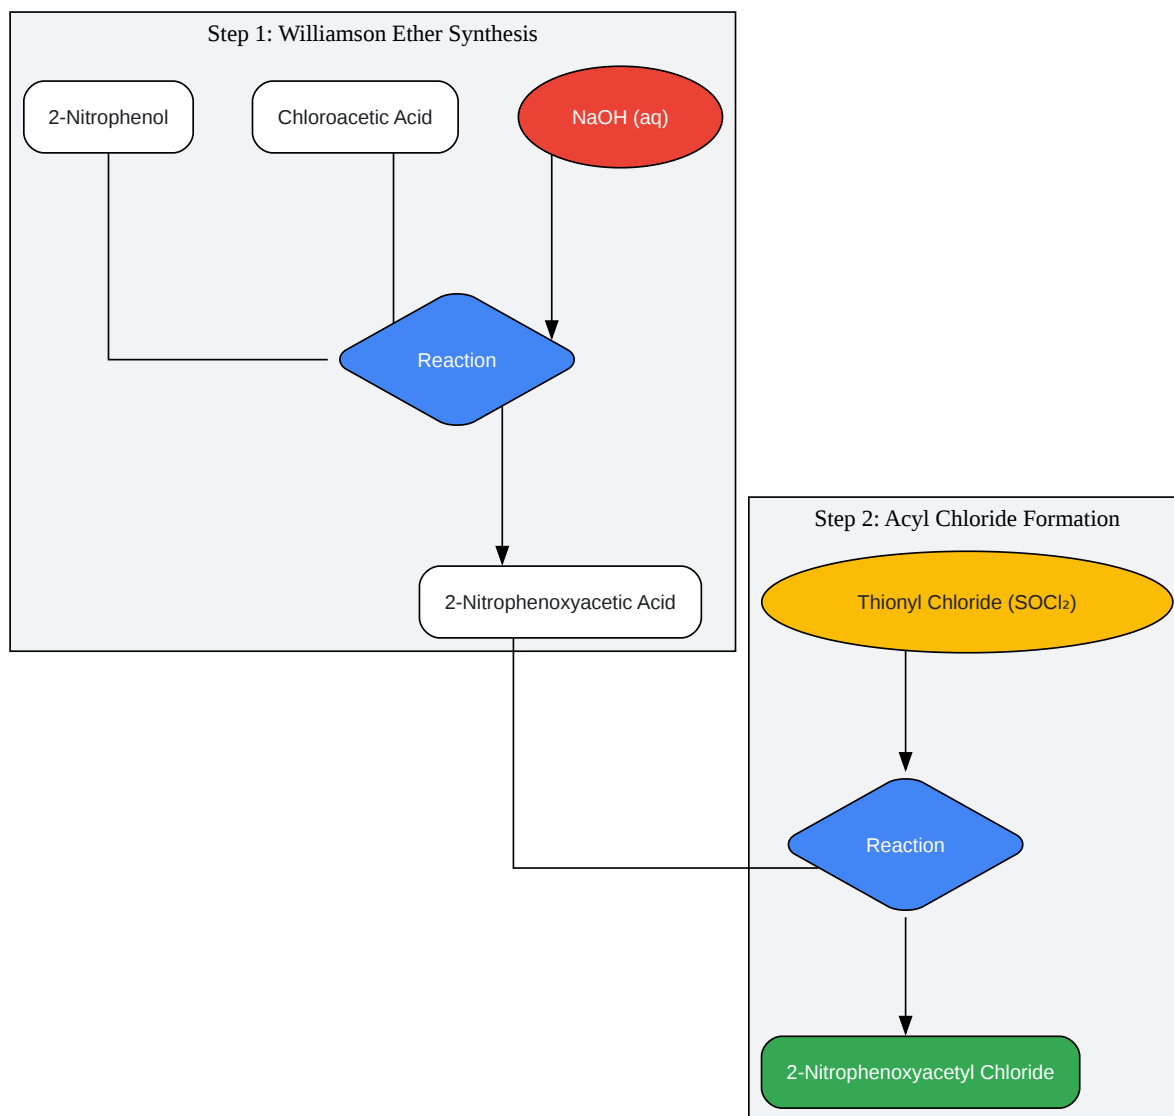 Step 1: Williamson Ether Synthesis
2-Nitrophenol
Chloroacetic Acid
NaOH (aq)
Reaction
2-Nitrophenoxyacetic Acid
Step 2: Acyl Chloride Formation
Thionyl Chloride (SOCl₂)
Reaction
2-Nitrophenoxyacetyl Chloride